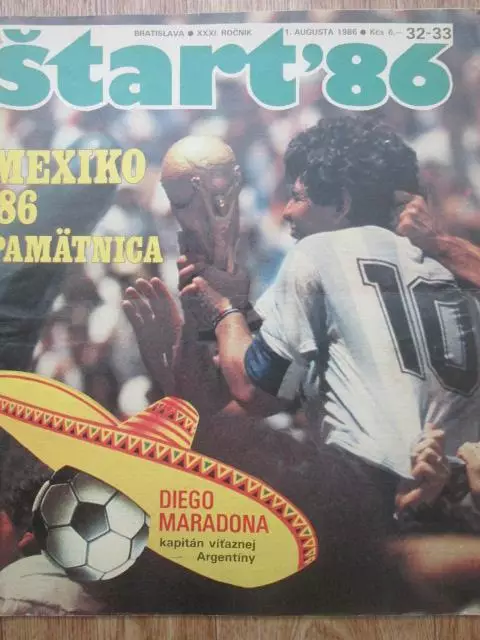 BRATISLAVA ● XXXI. ROČNÍK ● 1. AUGUSTA 1986 ● Kčs 6,– 32-33
štart'86
MEXIKO
'86
PAMÄTNICA
10
DIEGO
MARADONA
kapitán víťaznej
Argentíny